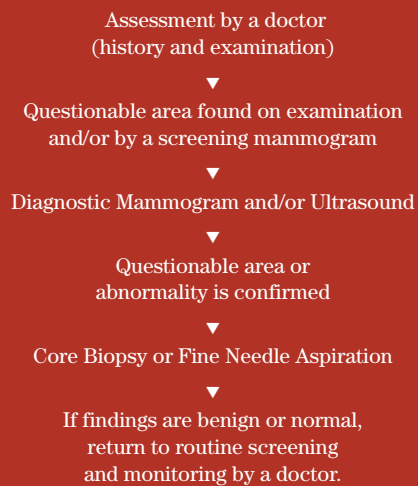 Assessment by a doctor
(history and examination)
Questionable area found on examination
and/or by a screening mammogram
Diagnostic Mammogram and/or Ultrasound
Questionable area or
abnormality is confirmed
Core Biopsy or Fine Needle Aspiration
If findings are benign or normal,
return to routine screening
and monitoring by a doctor.